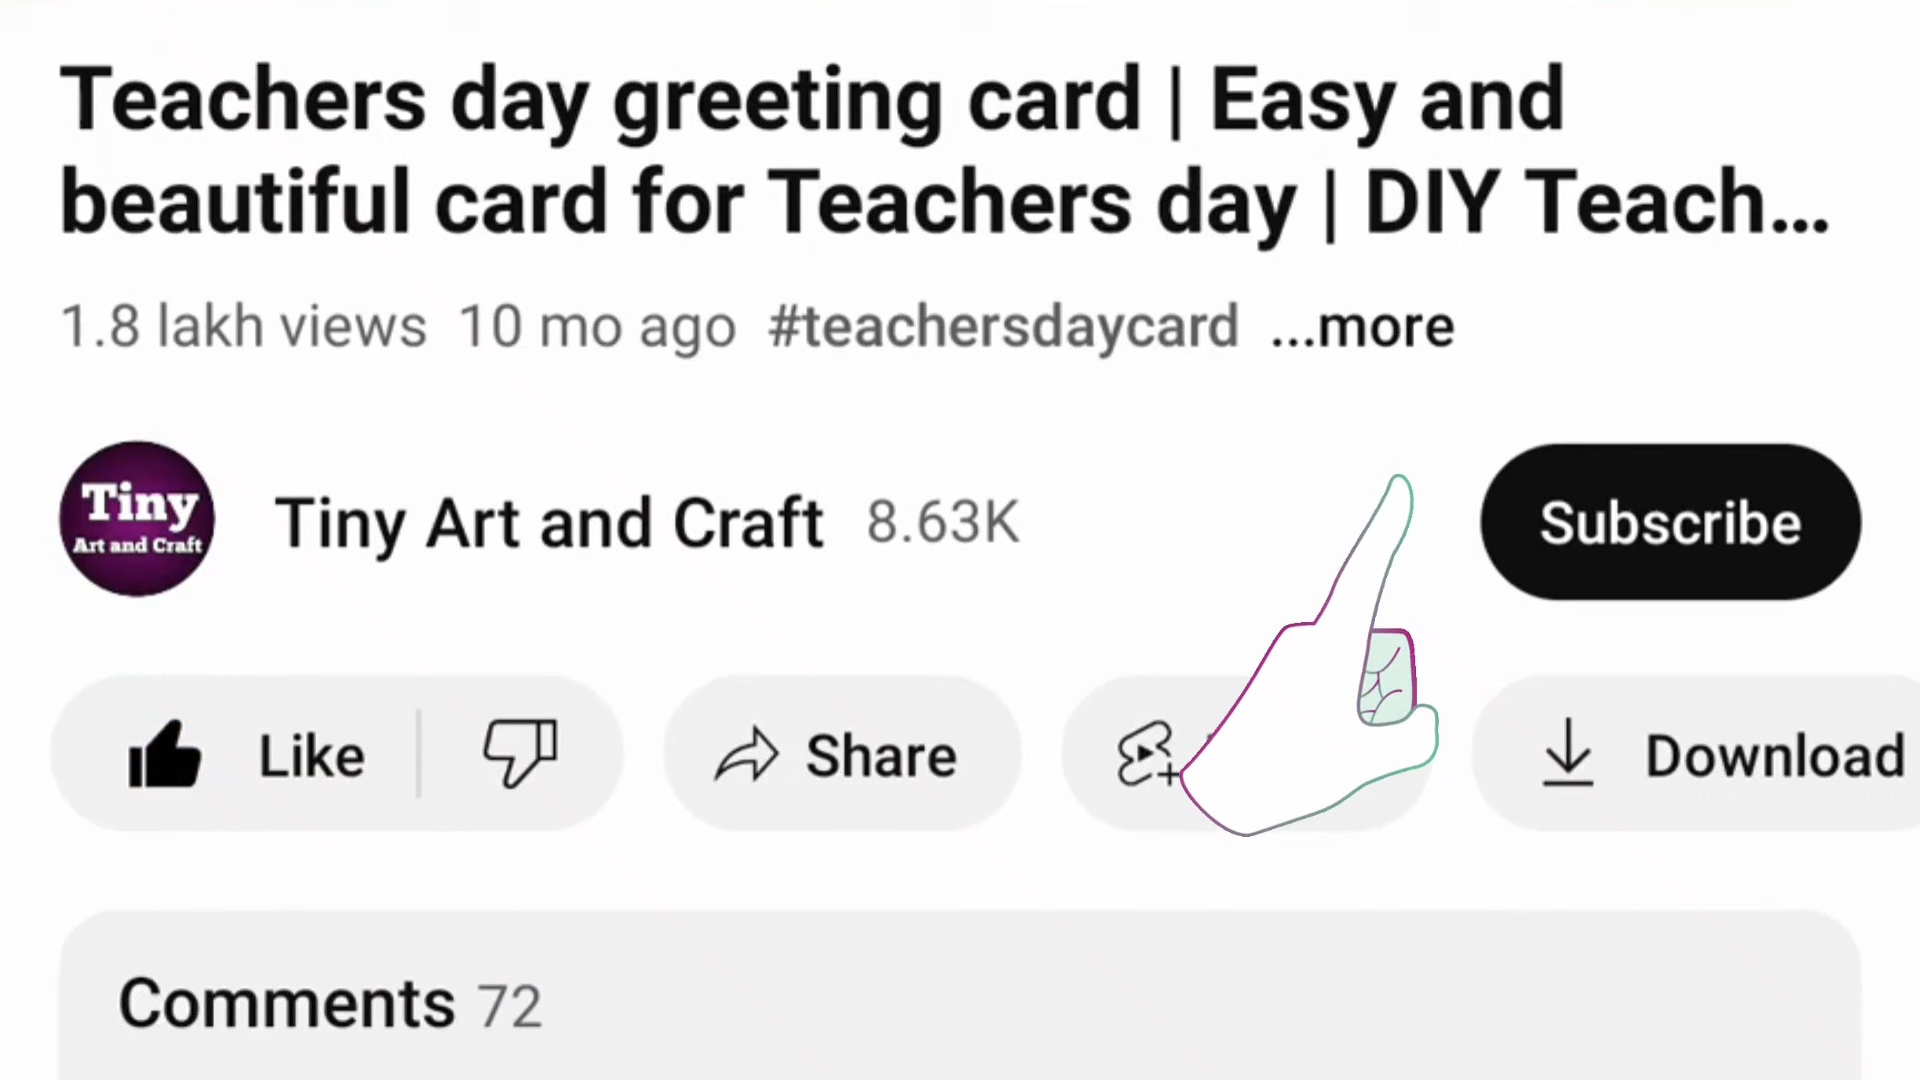 Teachers day greeting card | Easy and
beautiful card for Teachers day | DIY Teach...
1.8 lakh views 10 mo ago #teachersdaycard ...more
Tiny
Art and Craft
Tiny Art and Craft 8.63K
Subscribe
Like
Share
Download
Comments 72